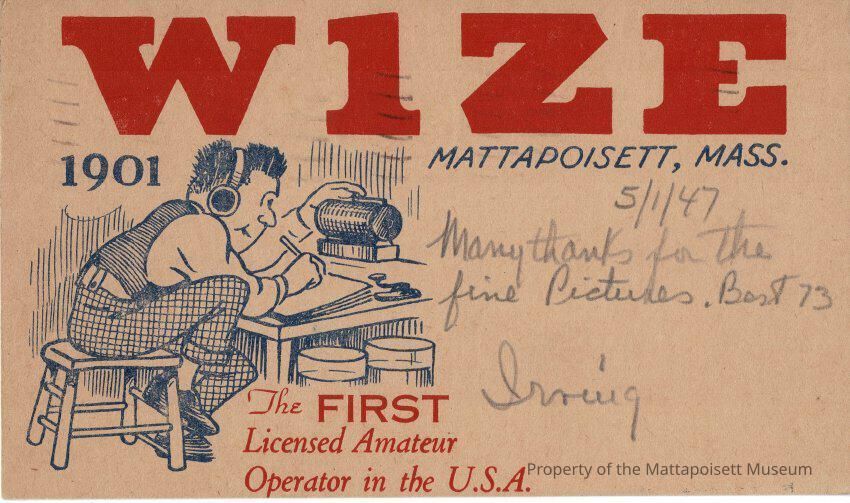 W1ZE
1901
MATTAPOISETT, MASS.
5/1/47
Many thanks for the
fine Pictures. Best 73
Irving
The FIRST
Licensed Amateur
Operator in the U.S.A.
Property of the Mattapoisett Museum